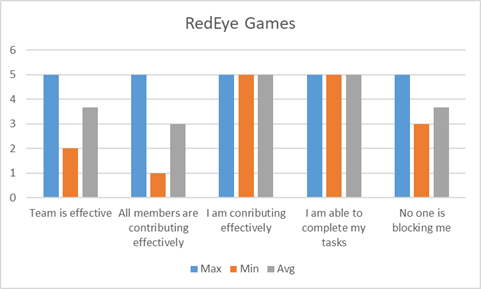 RedEye Games
6
5
4
3
2
1
0
Team is effective
All members are
contributing
effectively
I am conributing
effectively
I am able to
complete my
tasks
No one is
blocking me
Max Min Avg